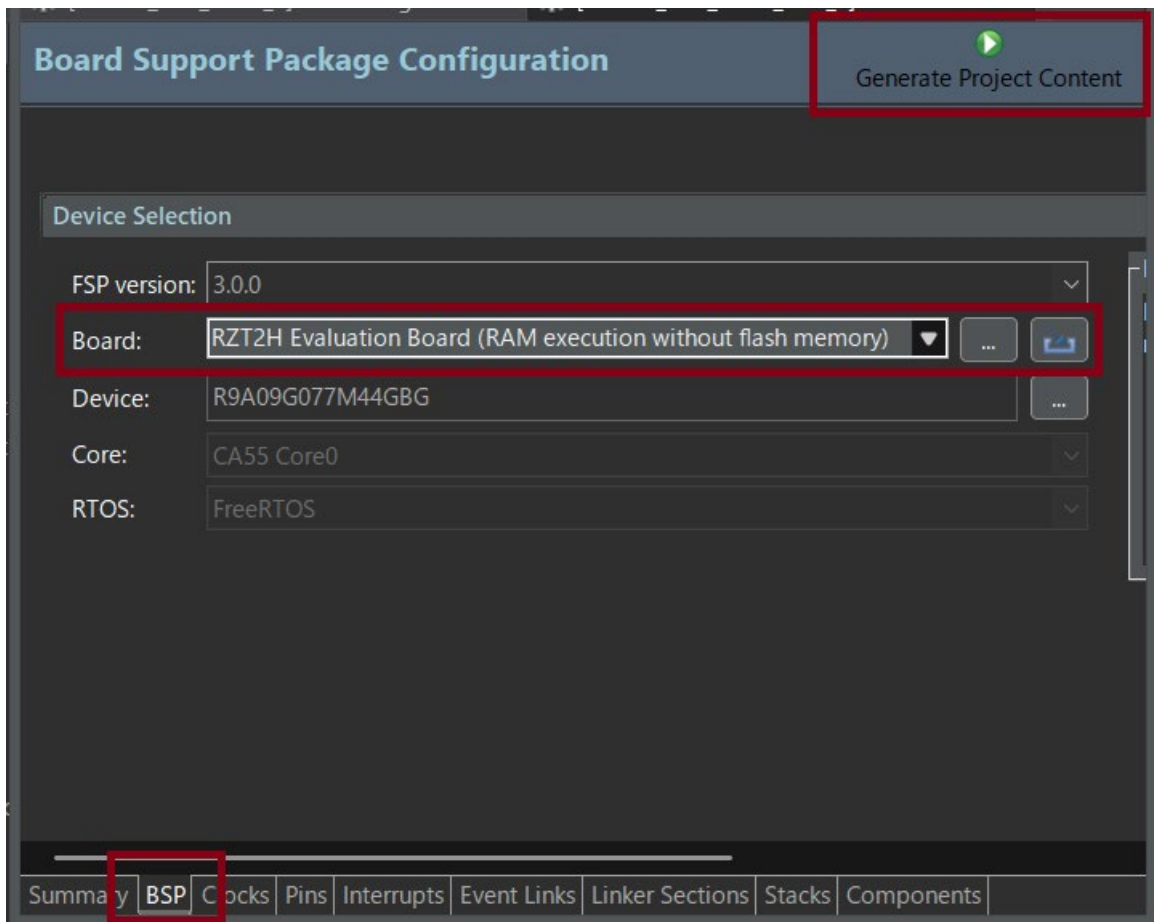 Board Support Package Configuration
Generate Project Content
Device Selection
FSP version: 3.0.0
Board: RZT2H Evaluation Board (RAM execution without flash memory) ...
Device: R9A09G077M44GBG ...
Core: CA55 Core0
RTOS: FreeRTOS
Summary BSP Clocks Pins Interrupts Event Links Linker Sections Stacks Components